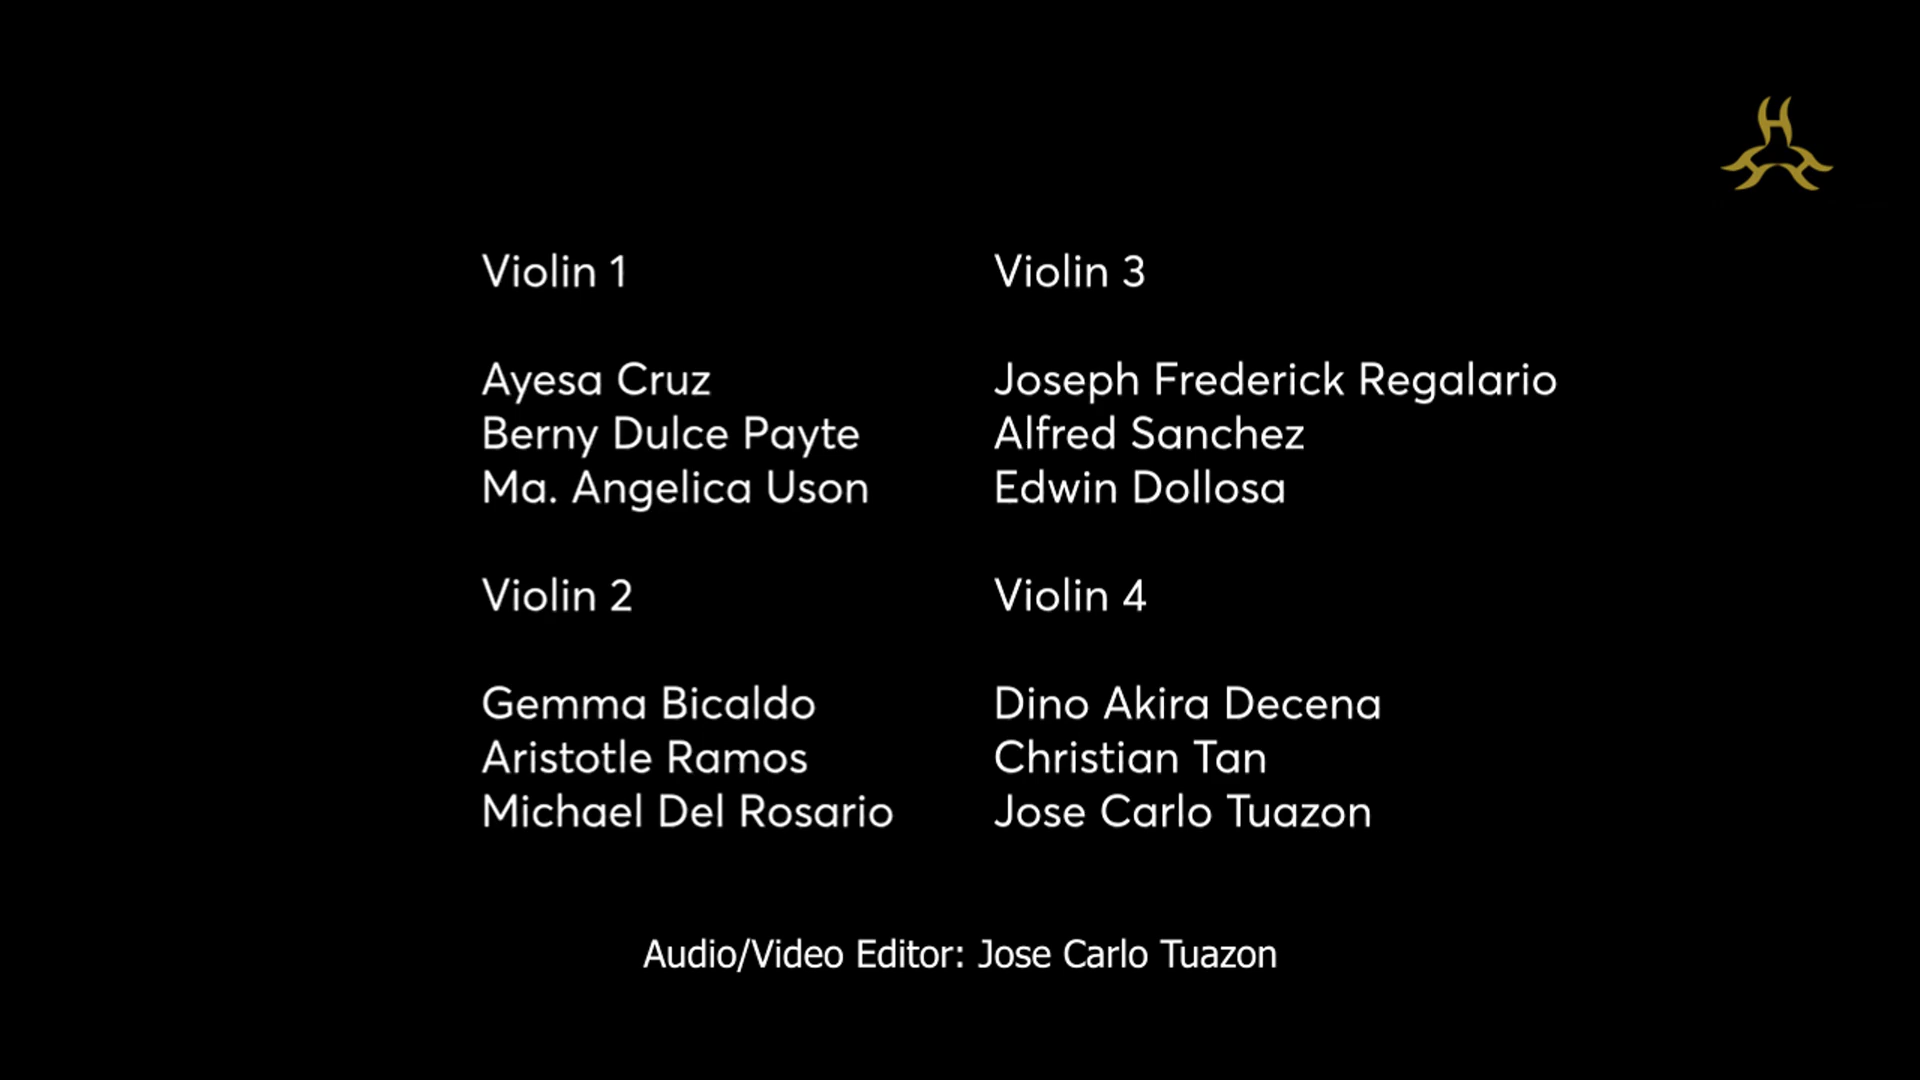 Violin 1
Ayesa Cruz
Berny Dulce Payte
Ma. Angelica Uson
Violin 2
Gemma Bicaldo
Aristotle Ramos
Michael Del Rosario
Violin 3
Joseph Frederick Regalario
Alfred Sanchez
Edwin Dollosa
Violin 4
Dino Akira Decena
Christian Tan
Jose Carlo Tuazon
Audio/Video Editor: Jose Carlo Tuazon